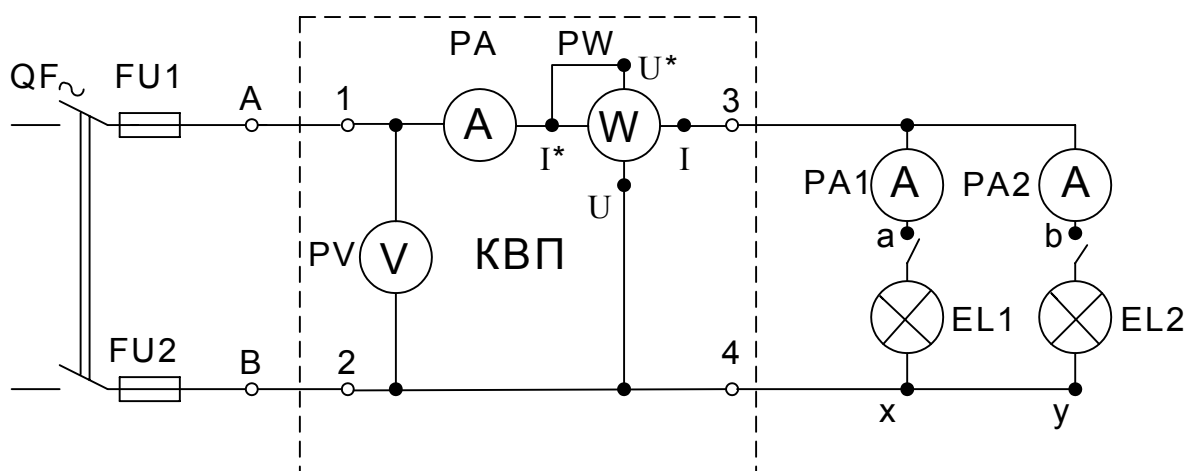 PA PW
U*
QF~ FU1 A 1 A W 3
I* I
PA1 A PA2 A
U
a b
PV V КВП
EL1 EL2
FU2 B 2 4
x y